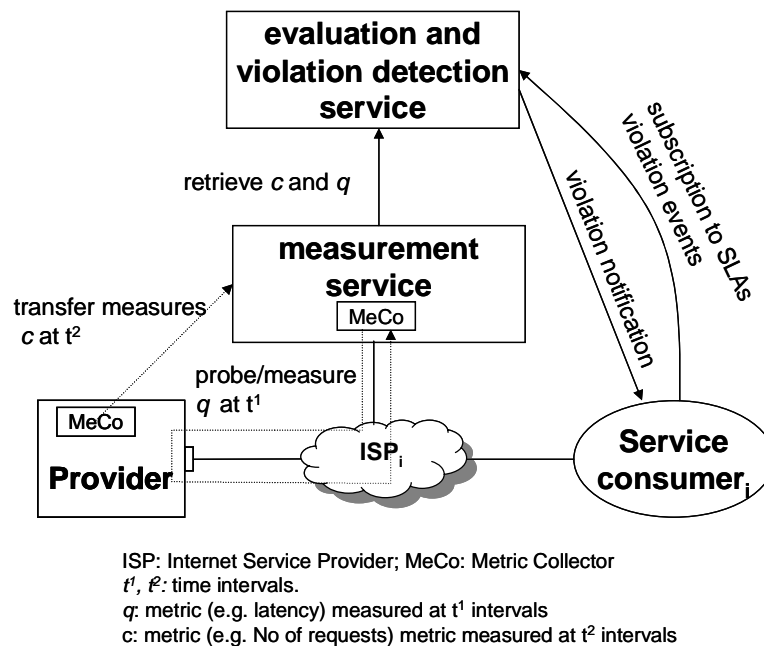 evaluation and
violation detection
service
retrieve c and q
violation notification
subscription to SLAs
violation events
measurement
service
MeCo
transfer measures
c at t²
probe/measure
q at t¹
MeCo
Provider
ISPᵢ
Service
consumerᵢ
ISP: Internet Service Provider; MeCo: Metric Collector
t¹, t²: time intervals.
q: metric (e.g. latency) measured at t¹ intervals
c: metric (e.g. No of requests) metric measured at t² intervals